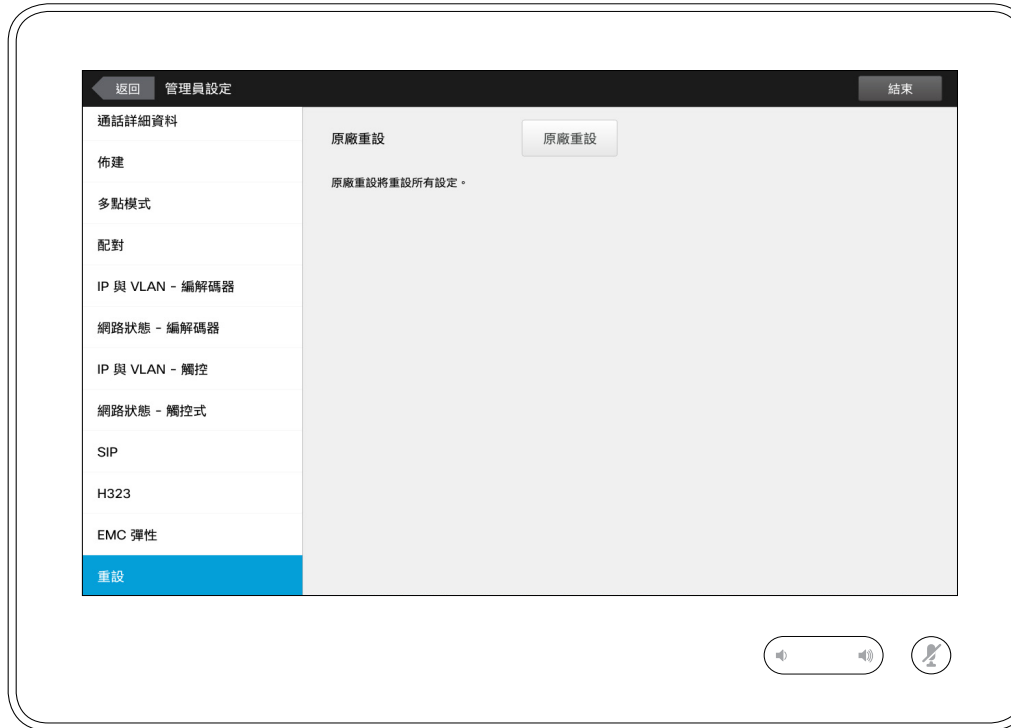 返回 管理員設定 結束
通話詳細資料
佈建
多點模式
配對
IP 與 VLAN - 編解碼器
網路狀態 - 編解碼器
IP 與 VLAN - 觸控
網路狀態 - 觸控式
SIP
H323
EMC 彈性
重設
原廠重設 原廠重設
原廠重設將重設所有設定。